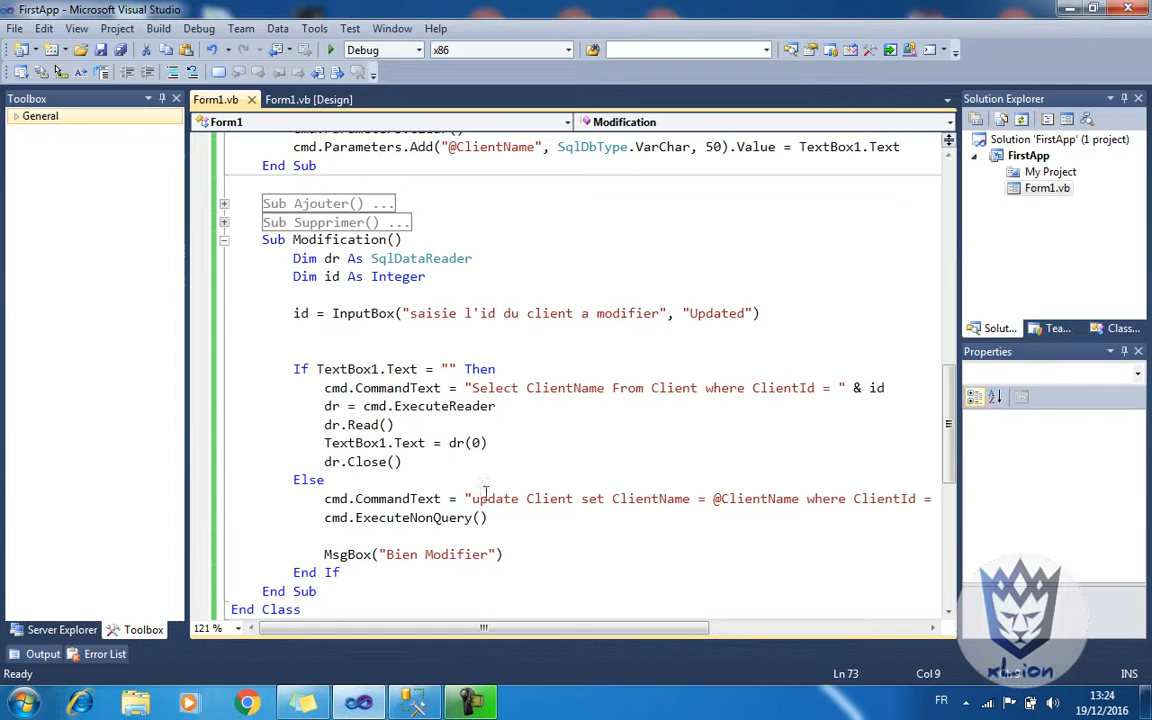 FirstApp - Microsoft Visual Studio
File Edit View Project Build Debug Team Data Tools Test Window Help
Debug x86
Toolbox
General
Form1.vb Form1.vb [Design]
Form1 Modification
cmd.Parameters.Add("@ClientName", SqlDbType.VarChar, 50).Value = TextBox1.Text
End Sub
Sub Ajouter() ...
Sub Supprimer() ...
Sub Modification()
Dim dr As SqlDataReader
Dim id As Integer
id = InputBox("saisie l'id du client a modifier", "Updated")
If TextBox1.Text = "" Then
cmd.CommandText = "Select ClientName From Client where ClientId = " & id
dr = cmd.ExecuteReader
dr.Read()
TextBox1.Text = dr(0)
dr.Close()
Else
cmd.CommandText = "update Client set ClientName = @ClientName where ClientId =
cmd.ExecuteNonQuery()
MsgBox("Bien Modifier")
End If
End Sub
End Class
121 %
Solution Explorer
Solution 'FirstApp' (1 project)
FirstApp
My Project
Form1.vb
Solut... Tea... Class...
Properties
Server Explorer Toolbox
Output Error List
Ready Ln 73 Col 9 Ch 9 INS
xlsion
FR 13:24
19/12/2016